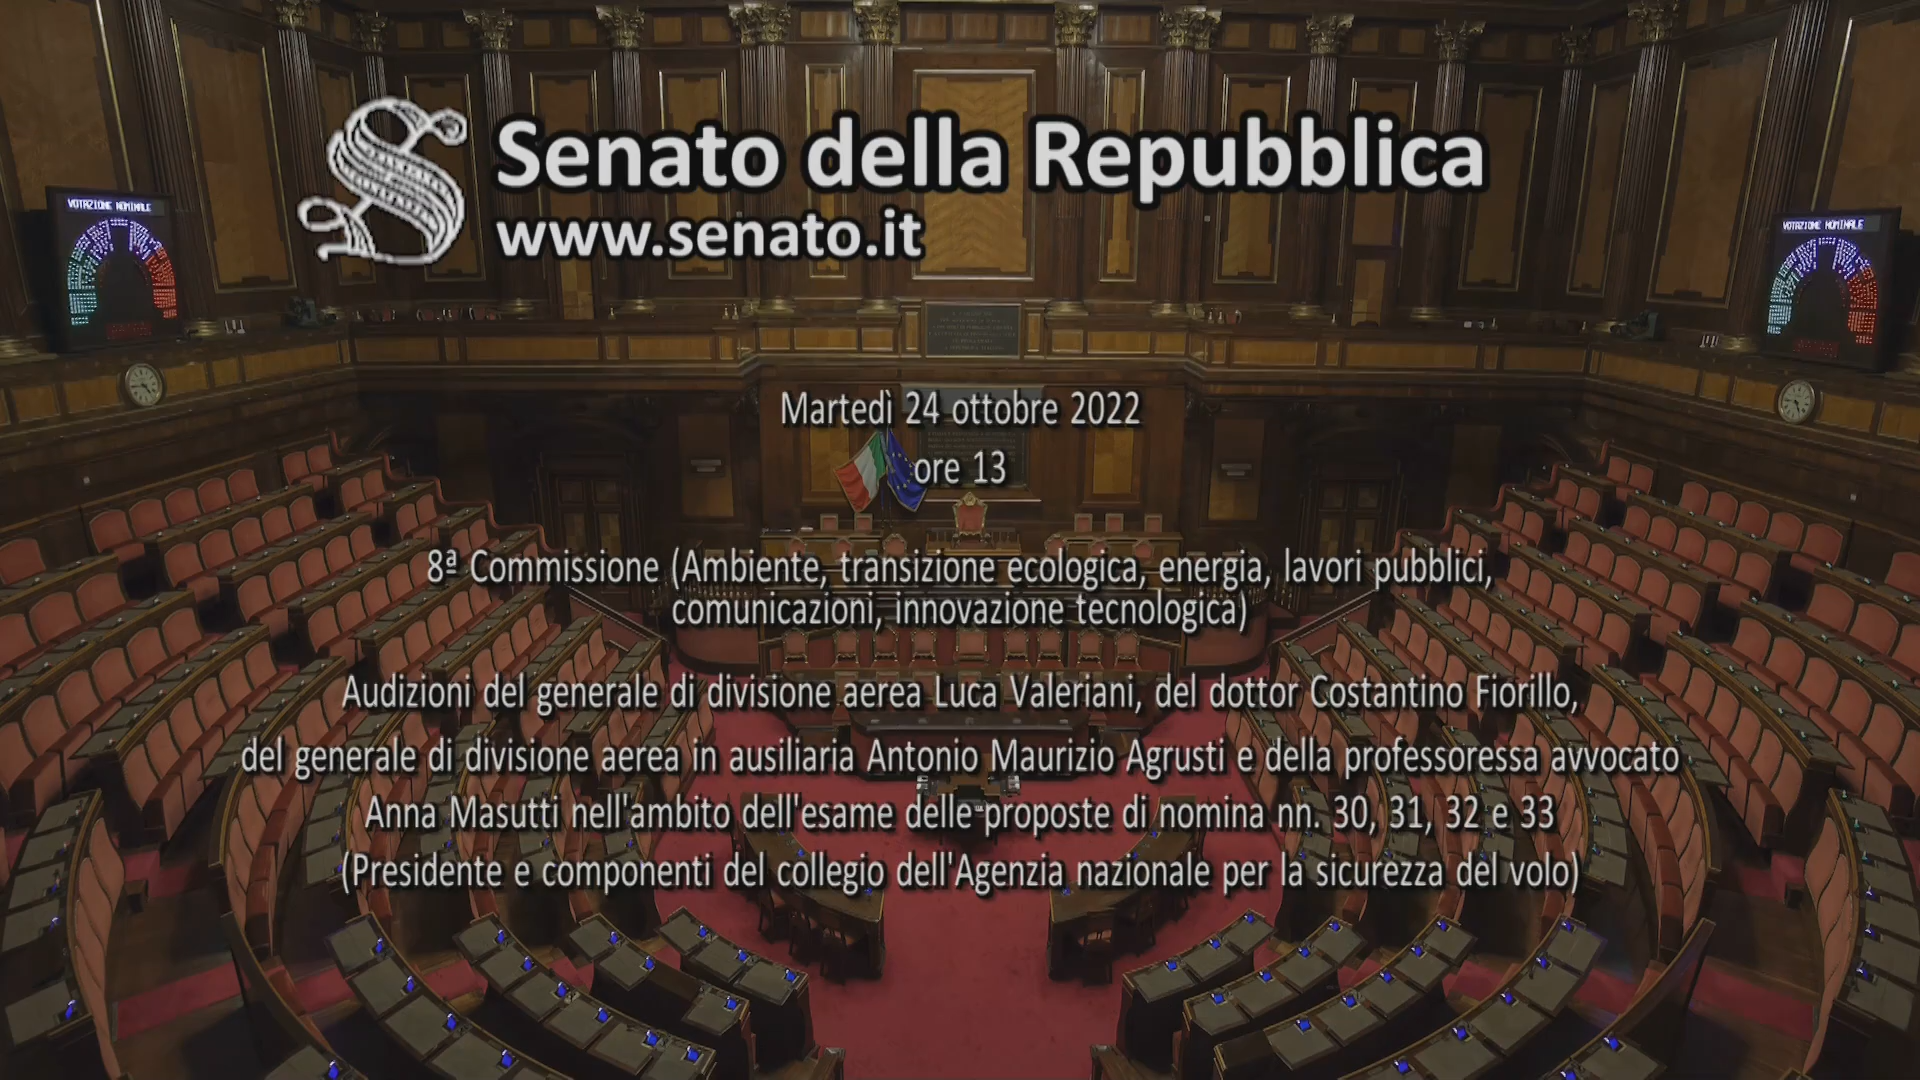 Senato della Repubblica
www.senato.it
VOTAZIONE NOMINALE
VOTAZIONE NOMINALE
Martedì 24 ottobre 2022
ore 13
8ª Commissione (Ambiente, transizione ecologica, energia, lavori pubblici,
comunicazioni, innovazione tecnologica)
Audizioni del generale di divisione aerea Luca Valeriani, del dottor Costantino Fiorillo,
del generale di divisione aerea in ausiliaria Antonio Maurizio Agrusti e della professoressa avvocato
Anna Masutti nell'ambito dell'esame delle proposte di nomina nn. 30, 31, 32 e 33
(Presidente e componenti del collegio dell'Agenzia nazionale per la sicurezza del volo)